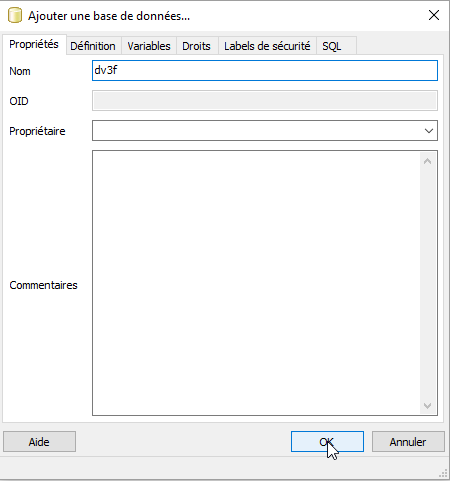 Ajouter une base de données...
Propriétés Définition Variables Droits Labels de sécurité SQL
Nom dv3f
OID
Propriétaire
Commentaires
Aide OK Annuler